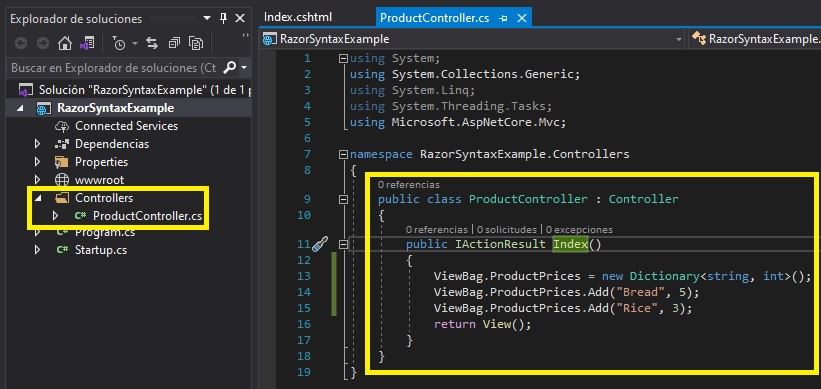 Explorador de soluciones
Buscar en Explorador de soluciones (Ct
Solución "RazorSyntaxExample" (1 de 1 p
RazorSyntaxExample
Connected Services
Dependencias
Properties
wwwroot
Controllers
C# ProductController.cs
C# Program.cs
C# Startup.cs
Index.cshtml
ProductController.cs
RazorSyntaxExample
RazorSyntaxExample.
1 using System;
2 using System.Collections.Generic;
3 using System.Linq;
4 using System.Threading.Tasks;
5 using Microsoft.AspNetCore.Mvc;
6
7 namespace RazorSyntaxExample.Controllers
8 {
0 referencias
9 public class ProductController : Controller
10 {
0 referencias | 0 solicitudes | 0 excepciones
11 public IActionResult Index()
12 {
13 ViewBag.ProductPrices = new Dictionary<string, int>();
14 ViewBag.ProductPrices.Add("Bread", 5);
15 ViewBag.ProductPrices.Add("Rice", 3);
16 return View();
17 }
18 }
19 }